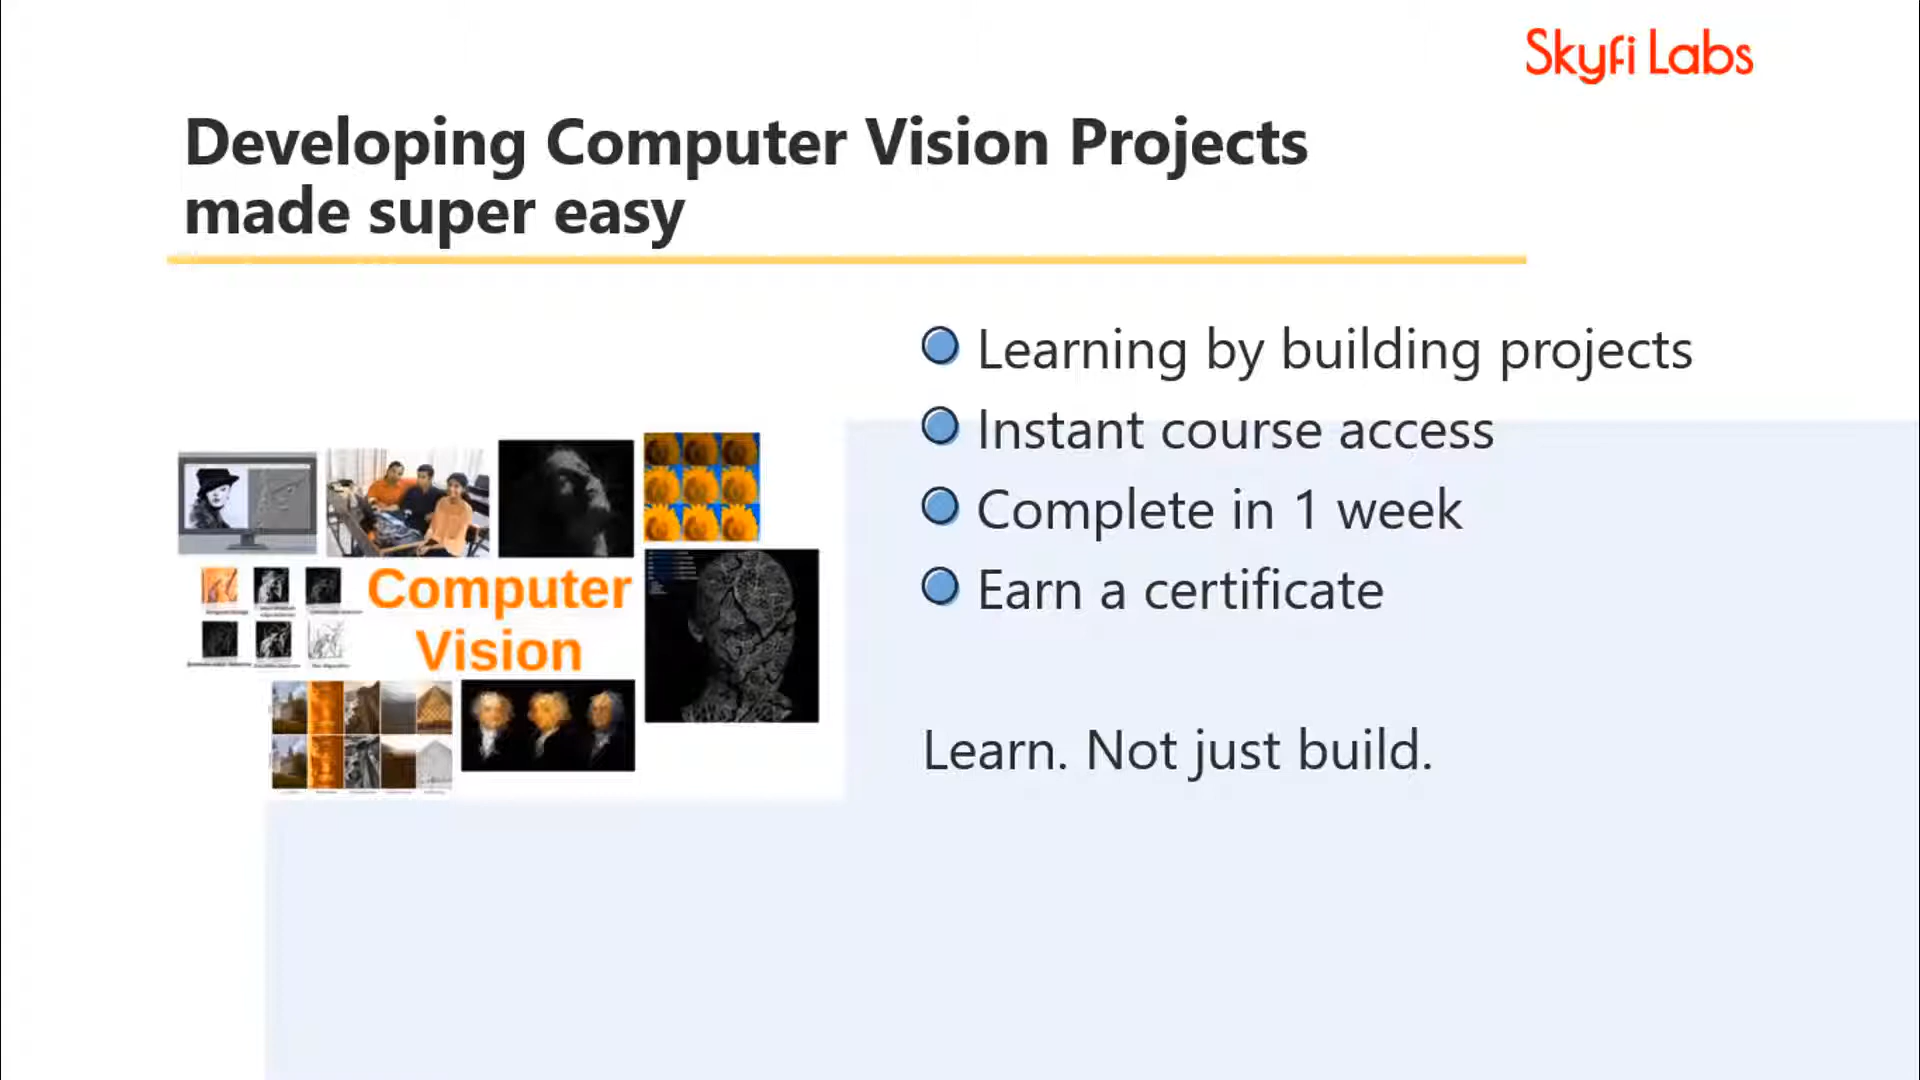 Skyfi Labs
Developing Computer Vision Projects
made super easy
Learning by building projects
Instant course access
Complete in 1 week
Earn a certificate
Learn. Not just build.
Computer
Vision